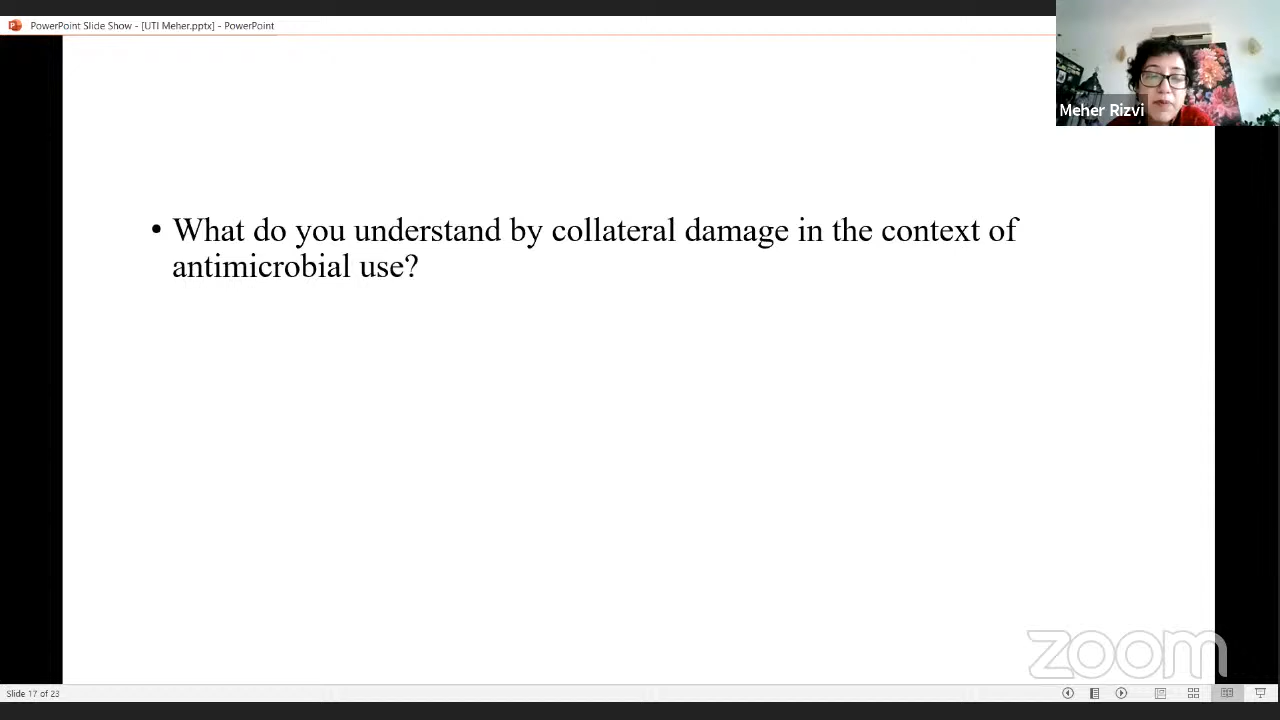 PowerPoint Slide Show - [UTI Meher.pptx] - PowerPoint
Meher Rizvi
• What do you understand by collateral damage in the context of
antimicrobial use?
zoom
Slide 17 of 23